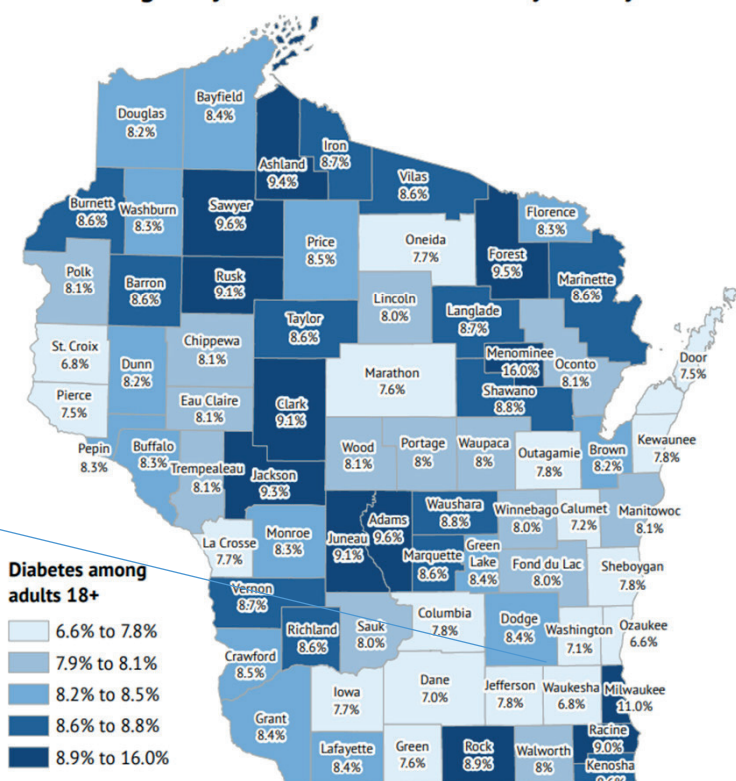 Douglas
8.2%
Bayfield
8.4%
Ashland
9.4%
Iron
8.7%
Vilas
8.6%
Burnett
8.6%
Washburn
8.3%
Sawyer
9.6%
Price
8.5%
Oneida
7.7%
Forest
9.5%
Florence
8.3%
Marinette
8.6%
Polk
8.1%
Barron
8.6%
Rusk
9.1%
Lincoln
8.0%
Langlade
8.7%
Taylor
8.6%
St. Croix
6.8%
Dunn
8.2%
Chippewa
8.1%
Marathon
7.6%
Menominee
16.0%
Oconto
8.1%
Door
7.5%
Pierce
7.5%
Eau Claire
8.1%
Clark
9.1%
Shawano
8.8%
Pepin
8.3%
Buffalo
8.3%
Trempealeau
8.1%
Jackson
9.3%
Wood
8.1%
Portage
8%
Waupaca
8%
Outagamie
7.8%
Brown
8.2%
Kewaunee
7.8%
La Crosse
7.7%
Monroe
8.3%
Juneau
9.1%
Adams
9.6%
Waushara
8.8%
Winnebago
8.0%
Calumet
7.2%
Manitowoc
8.1%
Marquette
8.6%
Green
Lake
8.4%
Fond du Lac
8.0%
Sheboygan
7.8%
Vernon
8.7%
Richland
8.6%
Sauk
8.0%
Columbia
7.8%
Dodge
8.4%
Washington
7.1%
Ozaukee
6.6%
Crawford
8.5%
Grant
8.4%
Iowa
7.7%
Dane
7.0%
Jefferson
7.8%
Waukesha
6.8%
Milwaukee
11.0%
Lafayette
8.4%
Green
7.6%
Rock
8.9%
Walworth
8%
Racine
9.0%
Kenosha
Diabetes among
adults 18+
6.6% to 7.8%
7.9% to 8.1%
8.2% to 8.5%
8.6% to 8.8%
8.9% to 16.0%